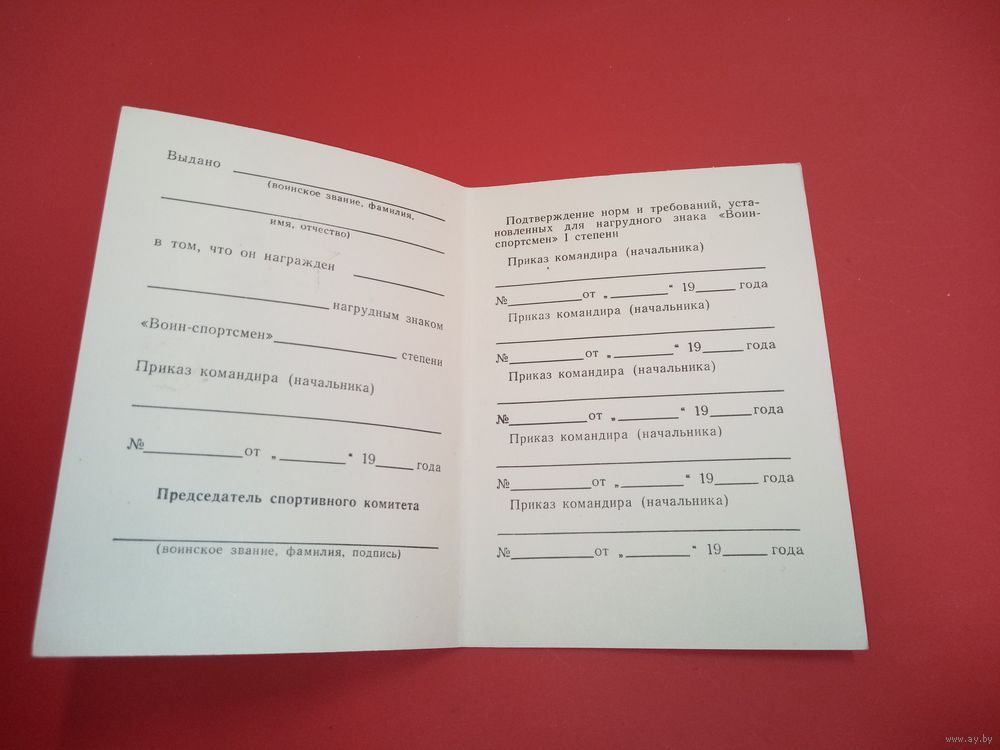 Выдано
(воинское звание, фамилия,
имя, отчество)
в том, что он награжден
нагрудным знаком
«Воин-спортсмен» степени
Приказ командира (начальника)
№ от „ “ 19 года
Председатель спортивного комитета
(воинское звание, фамилия, подпись)
Подтверждение норм и требований, уста-
новленных для нагрудного знака «Воин-
спортсмен» I степени
Приказ командира (начальника)
№ от „ “ 19 года
Приказ командира (начальника)
№ от „ “ 19 года
Приказ командира (начальника)
№ от „ “ 19 года
Приказ командира (начальника)
№ от „ “ 19 года
Приказ командира (начальника)
№ от „ “ 19 года
www.ay.by